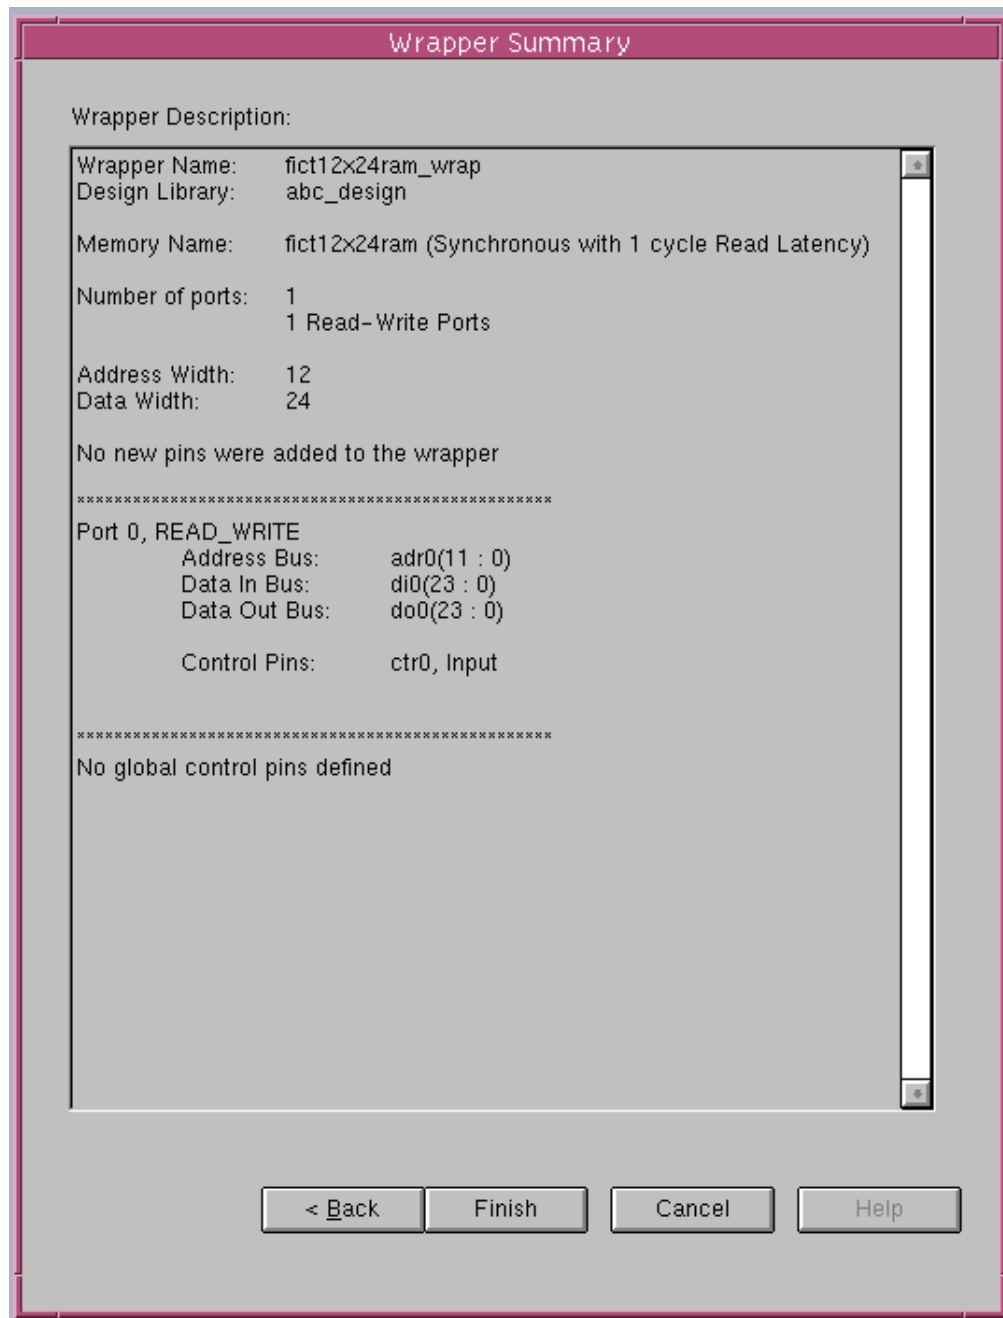 Wrapper Summary
Wrapper Description:
Wrapper Name: fict12x24ram_wrap
Design Library: abc_design
Memory Name: fict12x24ram (Synchronous with 1 cycle Read Latency)
Number of ports: 1
1 Read-Write Ports
Address Width: 12
Data Width: 24
No new pins were added to the wrapper
***************************************************
Port 0, READ_WRITE
Address Bus: adr0(11 : 0)
Data In Bus: di0(23 : 0)
Data Out Bus: do0(23 : 0)
Control Pins: ctr0, Input
***************************************************
No global control pins defined
< Back Finish Cancel Help